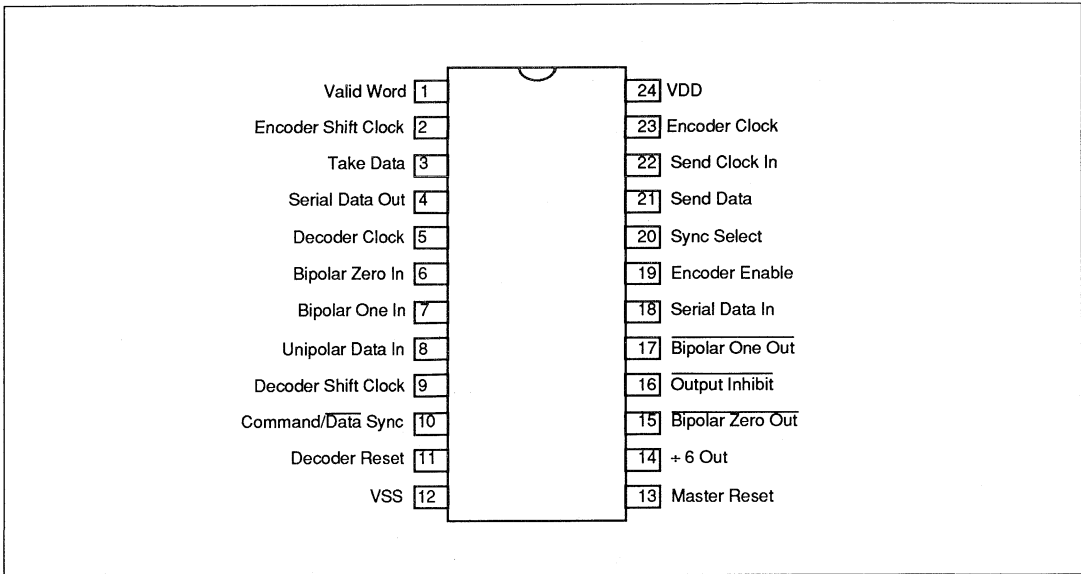 Valid Word 1
Encoder Shift Clock 2
Take Data 3
Serial Data Out 4
Decoder Clock 5
Bipolar Zero In 6
Bipolar One In 7
Unipolar Data In 8
Decoder Shift Clock 9
Command/Data Sync 10
Decoder Reset 11
VSS 12
24 VDD
23 Encoder Clock
22 Send Clock In
21 Send Data
20 Sync Select
19 Encoder Enable
18 Serial Data In
17 Bipolar One Out
16 Output Inhibit
15 Bipolar Zero Out
14 ÷ 6 Out
13 Master Reset